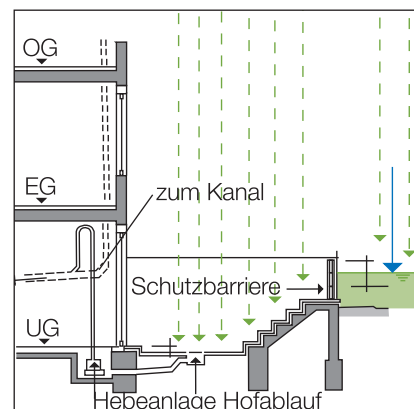 OG
EG
zum Kanal
Schutzbarriere
UG
Hebeanlage Hofablauf